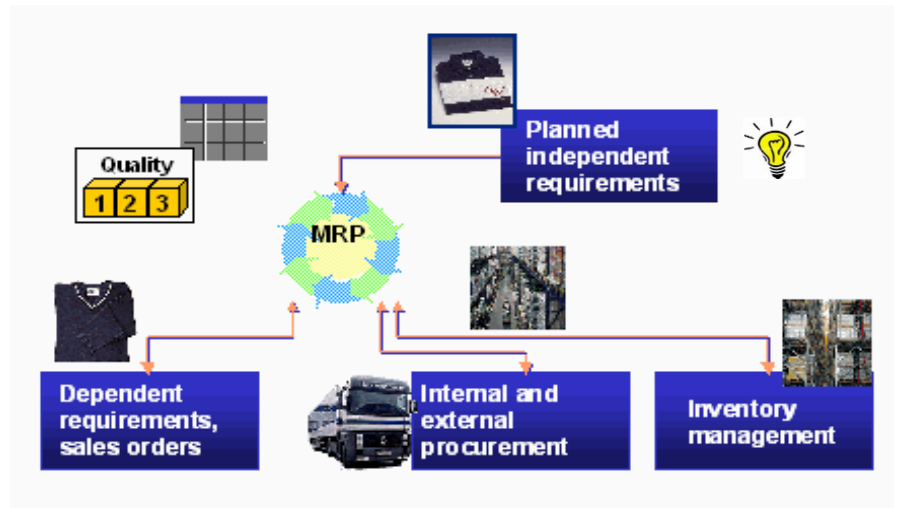 Planned
independent
requirements
Quality
1 2 3
MRP
Dependent
requirements,
sales orders
Internal and
external
procurement
Inventory
management